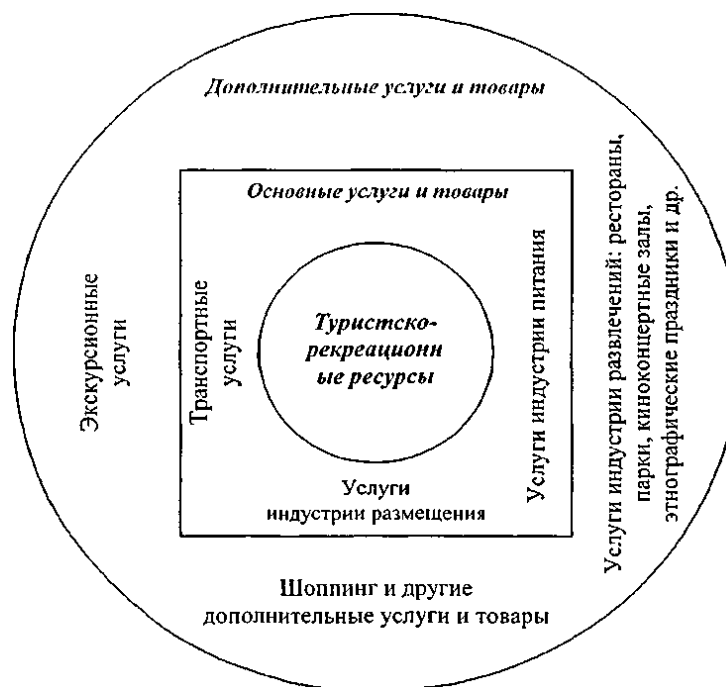 Дополнительные услуги и товары
Основные услуги и товары
Экскурсионные
услуги
Транспортные
услуги
Туристско-
рекреационн
ые ресурсы
Услуги индустрии питания
Услуги индустрии развлечений: рестораны,
парки, киноконцертные залы,
этнографические праздники и др.
Услуги
индустрии размещения
Шоппинг и другие
дополнительные услуги и товары